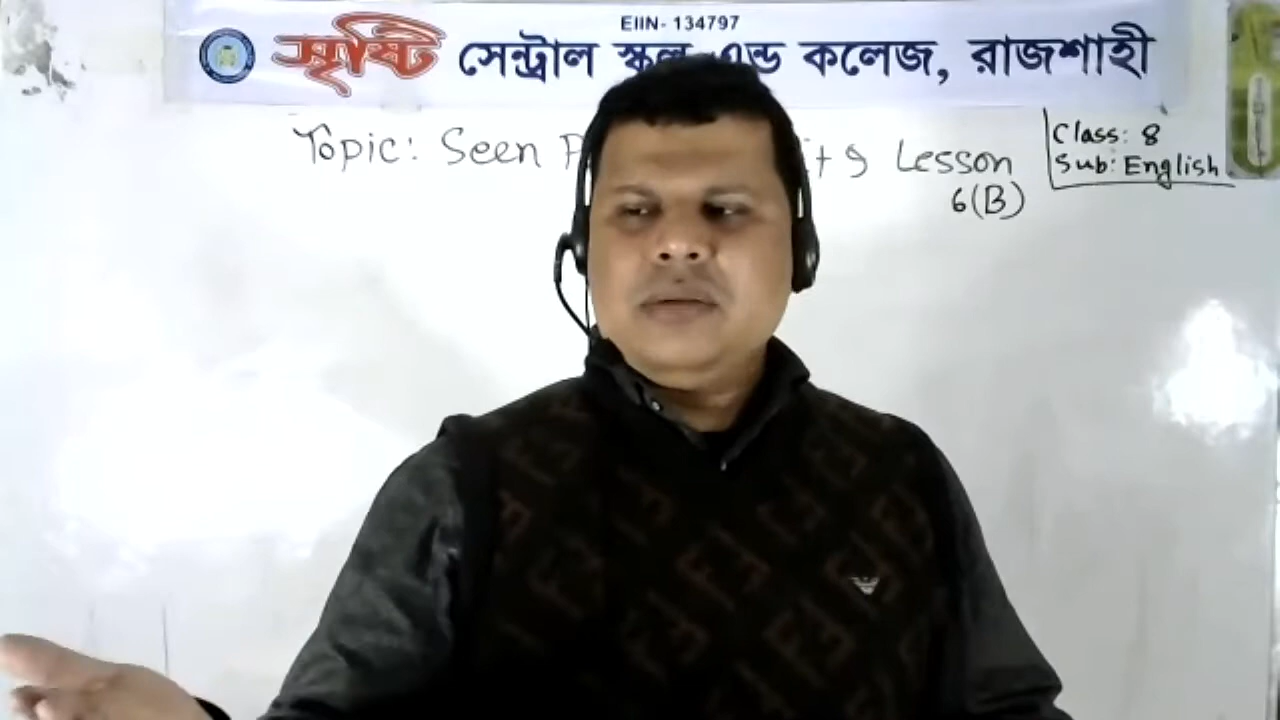 EIIN- 134797
সৃষ্টি সেন্ট্রাল স্কুল এন্ড কলেজ, রাজশাহী
Topic: Seen Lesson
6(B)
Class: 8
Sub: English